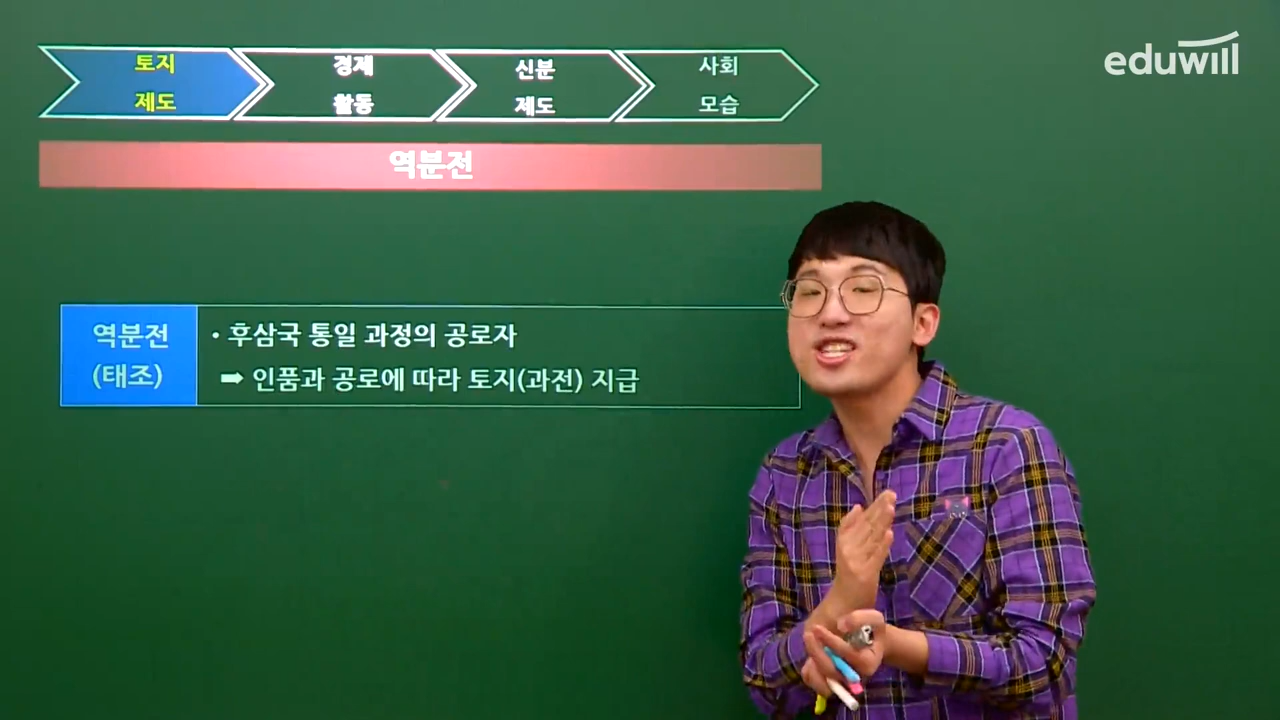 토지
제도
경제
활동
신분
제도
사회
모습
eduwill
역분전
역분전
(태조)
• 후삼국 통일 과정의 공로자
➡ 인품과 공로에 따라 토지(과전) 지급